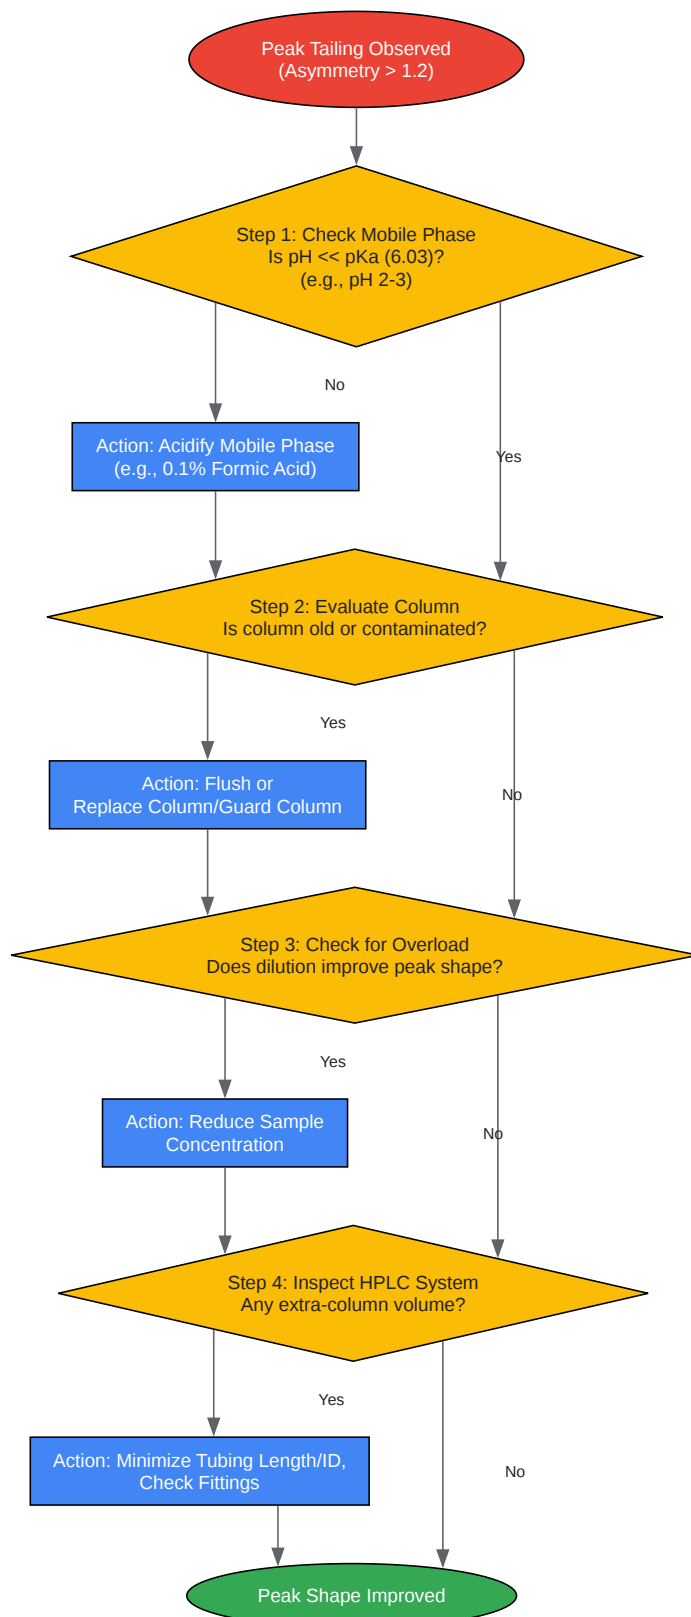 Peak Tailing Observed
(Asymmetry > 1.2)
Step 1: Check Mobile Phase
Is pH << pKa (6.03)?
(e.g., pH 2-3)
No
Action: Acidify Mobile Phase
(e.g., 0.1% Formic Acid)
Yes
Step 2: Evaluate Column
Is column old or contaminated?
Yes
Action: Flush or
Replace Column/Guard Column
No
Step 3: Check for Overload
Does dilution improve peak shape?
Yes
Action: Reduce Sample
Concentration
No
Step 4: Inspect HPLC System
Any extra-column volume?
Yes
Action: Minimize Tubing Length/ID,
Check Fittings
No
Peak Shape Improved